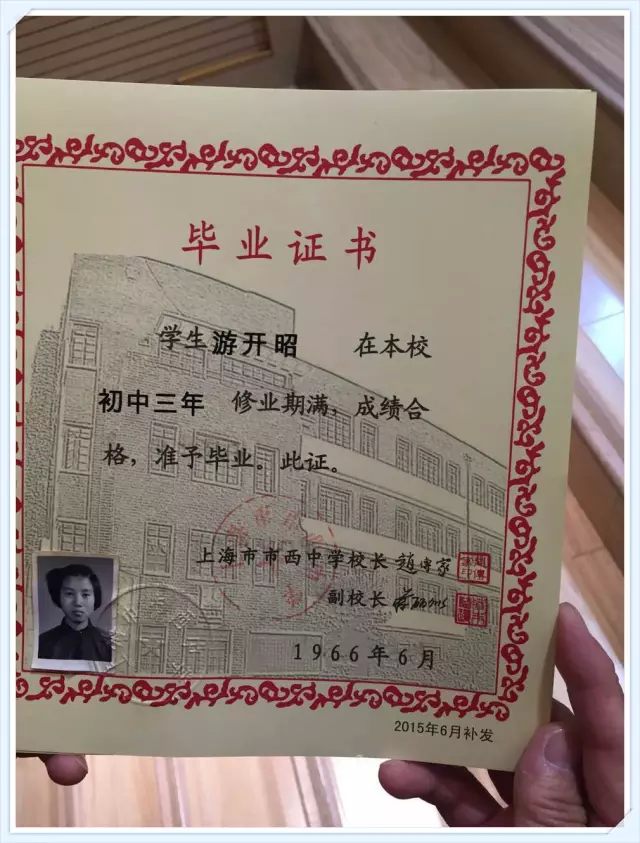 毕业证书
学生游开昭 在本校
初中三年 修业期满，成绩合
格，准予毕业。此证。
上海市市西中学校长
副校长
1966年6月
2015年6月补发